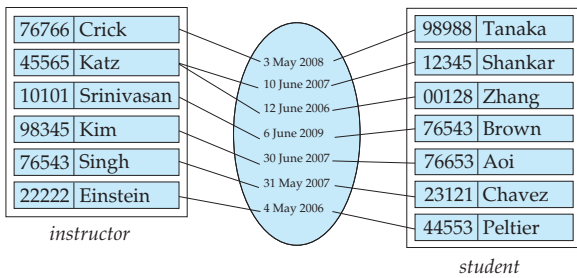 76766 Crick
45565 Katz
10101 Srinivasan
98345 Kim
76543 Singh
22222 Einstein
instructor
3 May 2008
10 June 2007
12 June 2006
6 June 2009
30 June 2007
31 May 2007
4 May 2006
98988 Tanaka
12345 Shankar
00128 Zhang
76543 Brown
76653 Aoi
23121 Chavez
44553 Peltier
student